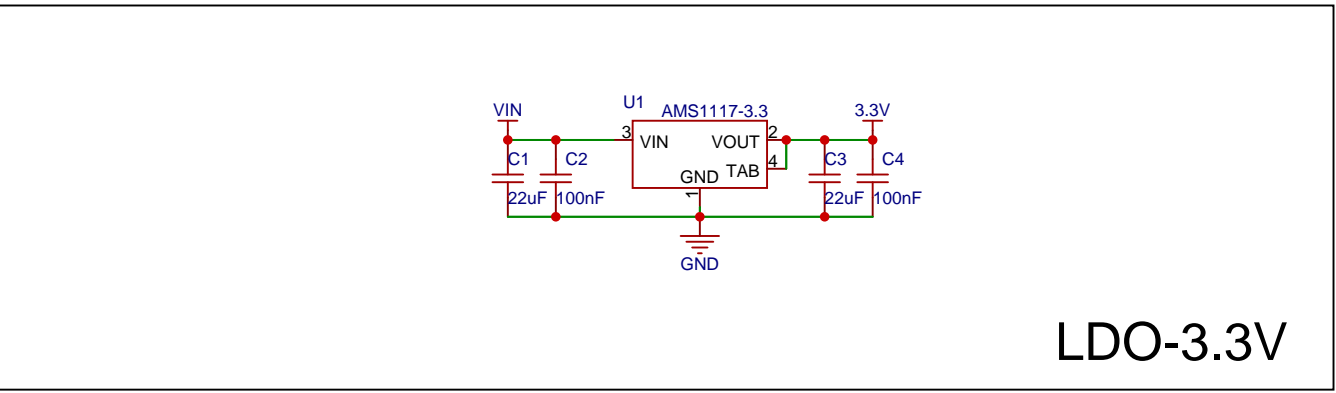 U1
AMS1117-3.3
VIN
3.3V
3
VIN
VOUT
2
C1
C2
TAB
4
C3
C4
GND
1
22uF
100nF
22uF
100nF
GND
LDO-3.3V